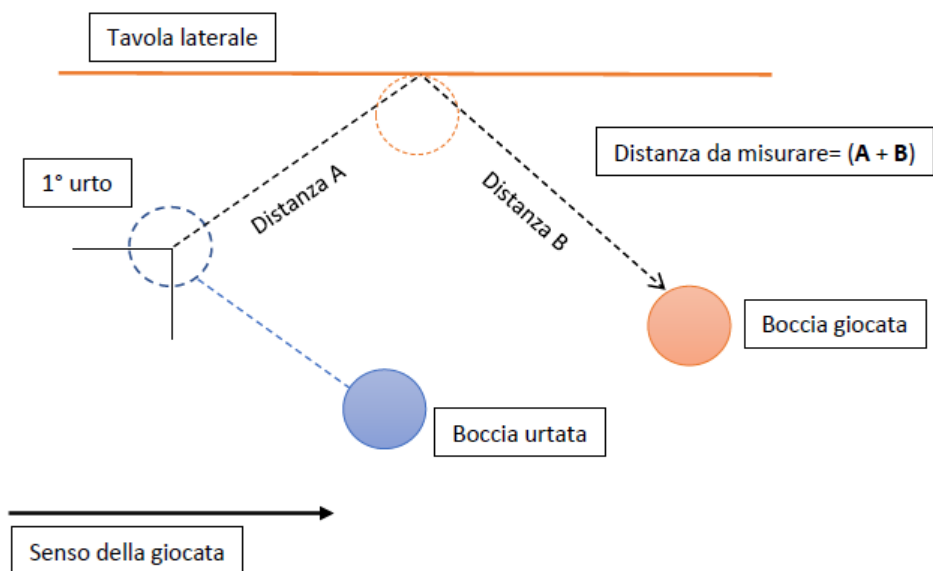 Tavola laterale
1° urto
Distanza A
Distanza B
Distanza da misurare= (A + B)
Boccia giocata
Boccia urtata
Senso della giocata